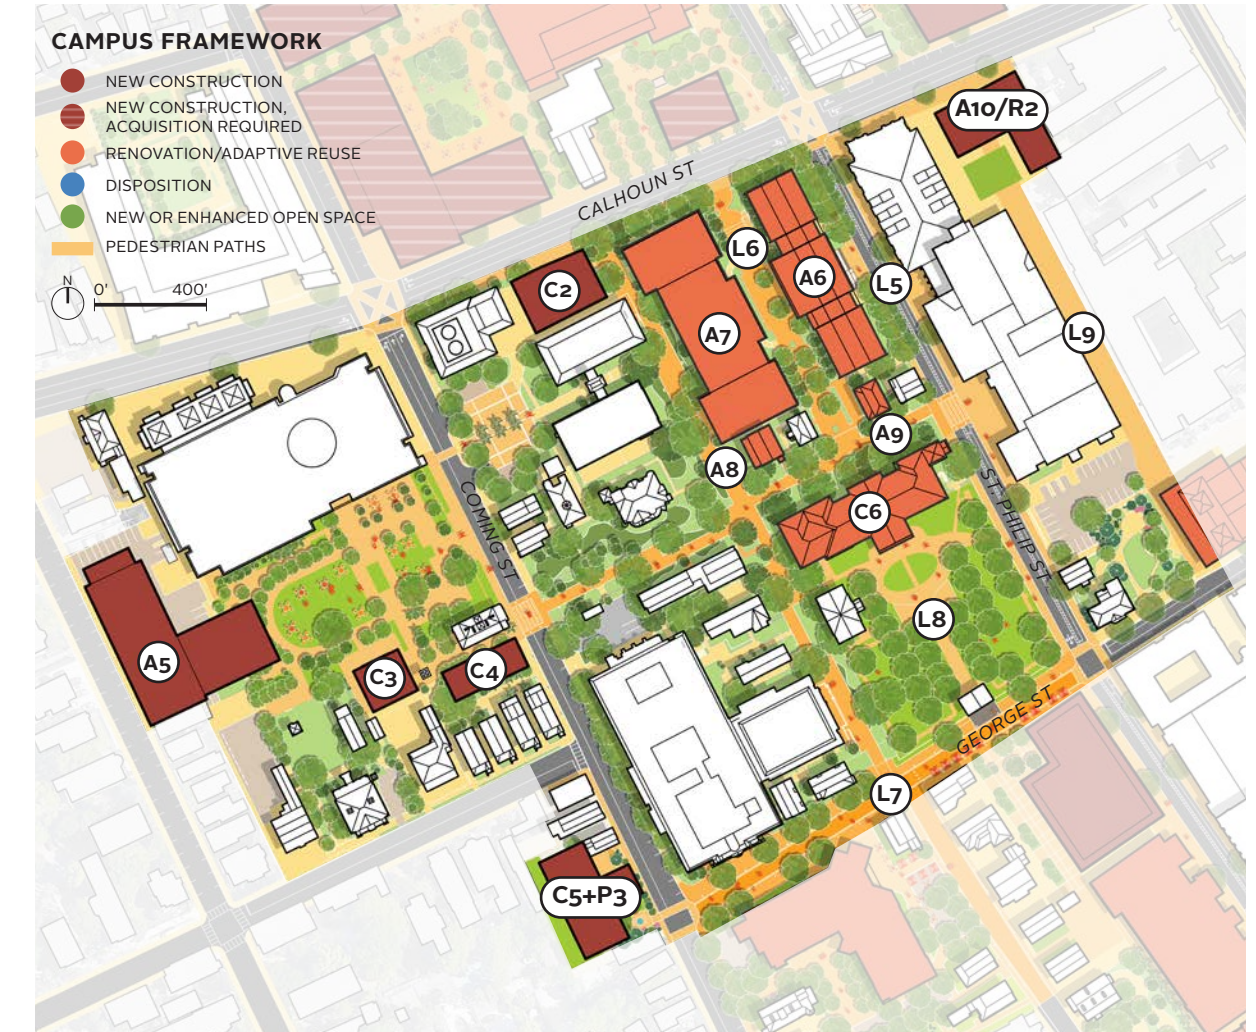 CAMPUS FRAMEWORK
NEW CONSTRUCTION
NEW CONSTRUCTION,
ACQUISITION REQUIRED
RENOVATION/ADAPTIVE REUSE
DISPOSITION
NEW OR ENHANCED OPEN SPACE
PEDESTRIAN PATHS
N
0' 400'
A10/R2
CALHOUN ST
L6
C2
A6
L5
A7
L9
A9
A8
C6
COMING ST
ST. PHILIP ST
L8
A5
C3
C4
GEORGE ST
L7
C5+P3